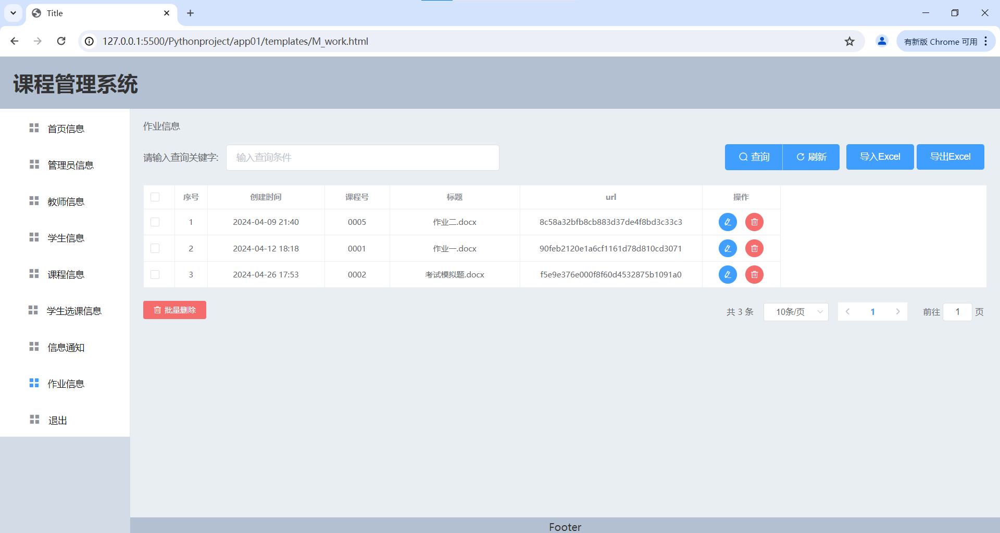 Title
127.0.0.1:5500/Pythonproject/app01/templates/M_work.html
有新版 Chrome 可用
课程管理系统
首页信息
管理员信息
教师信息
学生信息
课程信息
学生选课信息
信息通知
作业信息
退出
作业信息
请输入查询关键字: 输入查询条件 查询 刷新 导入Excel 导出Excel
序号 创建时间 课程号 标题 url 操作
1 2024-04-09 21:40 0005 作业二.docx 8c58a32bfb8cb883d37de4f8bd3c33c3
2 2024-04-12 18:18 0001 作业一.docx 90feb2120e1a6cf1161d78d810cd3071
3 2024-04-26 17:53 0002 考试模拟题.docx f5e9e376e000f8f60d4532875b1091a0
批量删除 共 3 条 10条/页 1 前往 1 页
Footer